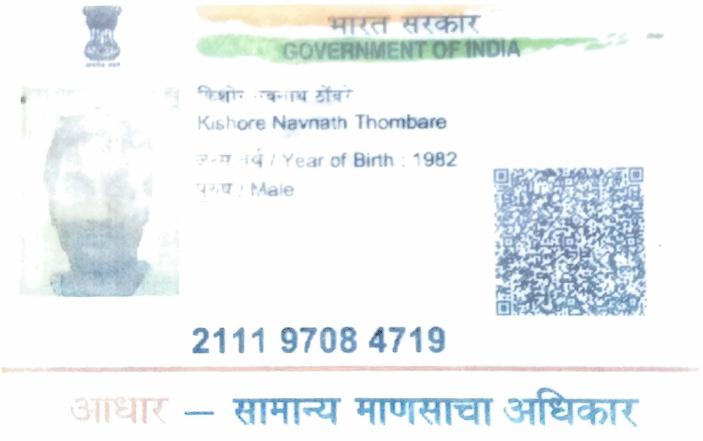 भारत सरकार
GOVERNMENT OF INDIA
किशोर ठोंबरे
Kishore Navnath Thombare
जन्म वर्ष / Year of Birth : 1982
पुरुष / Male
2111 9708 4719
आधार — सामान्य माणसाचा अधिकार